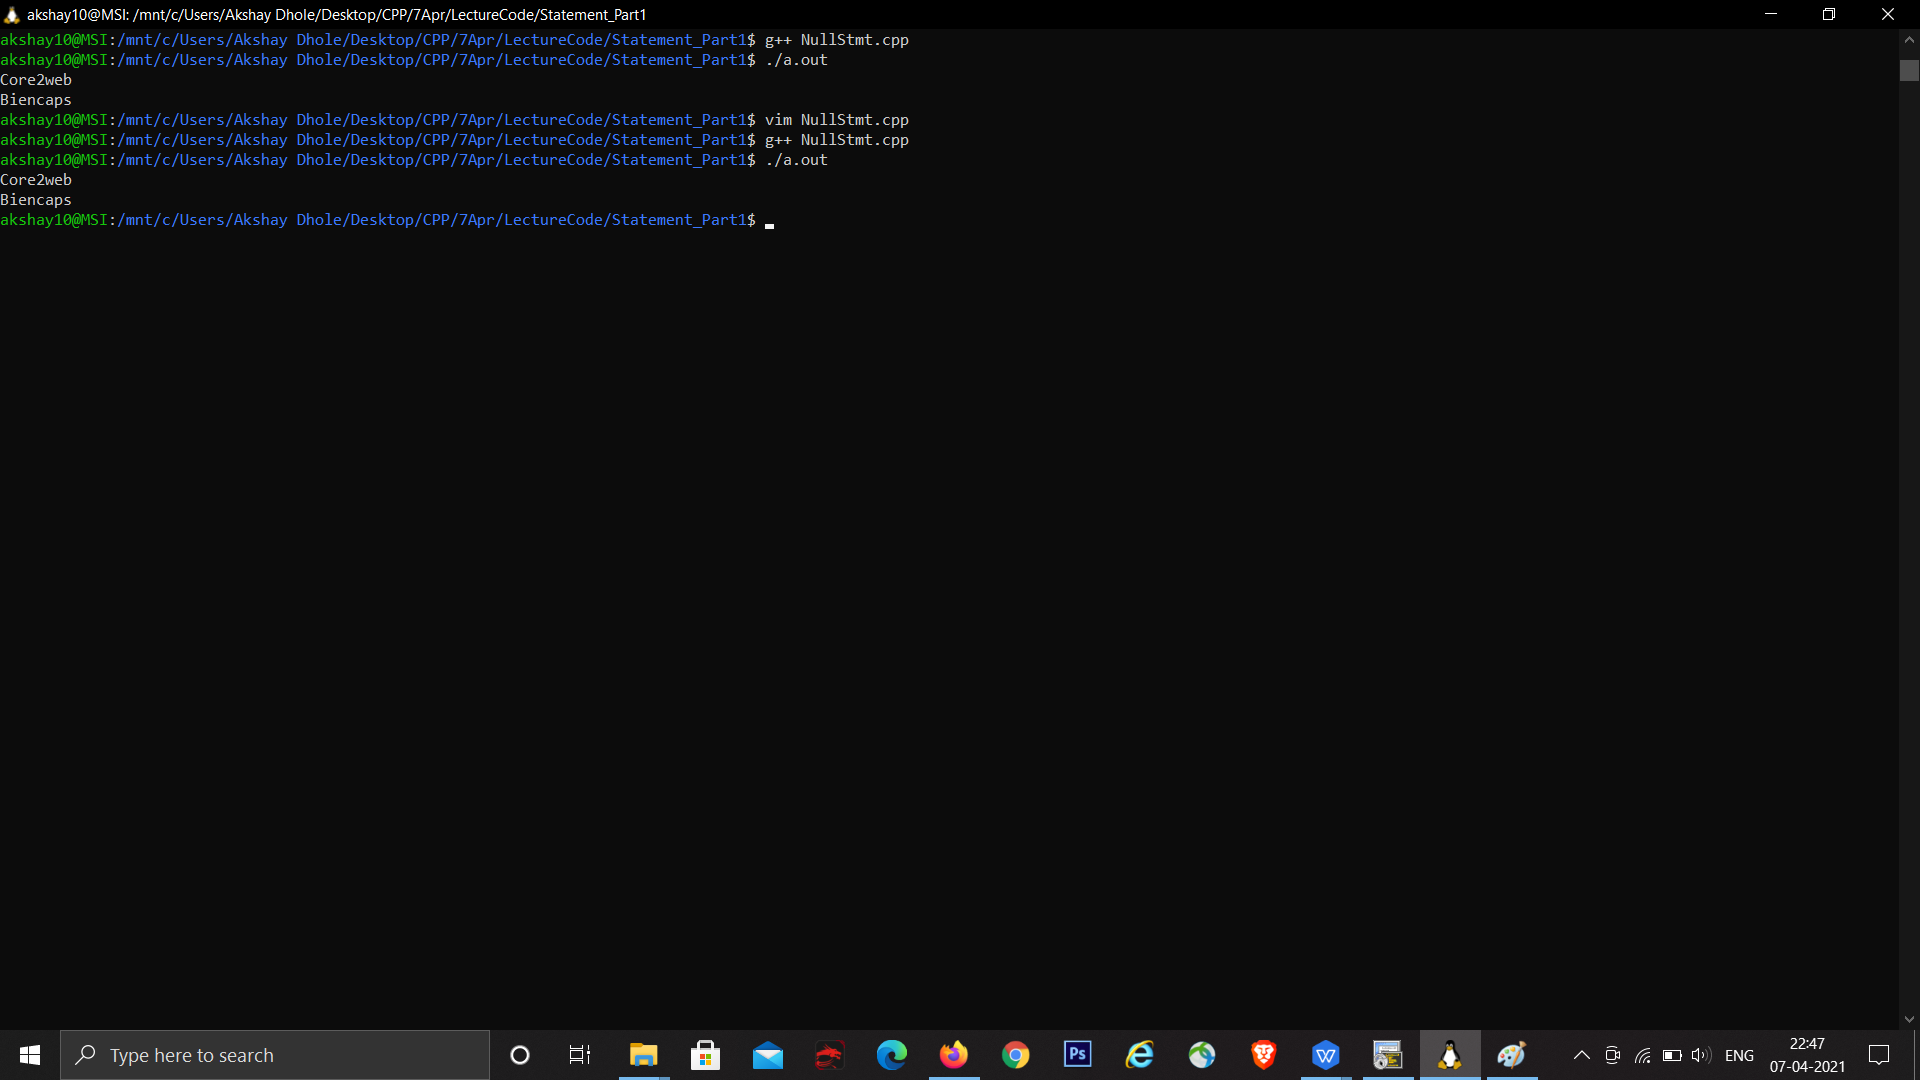 akshay10@MSI: /mnt/c/Users/Akshay Dhole/Desktop/CPP/7Apr/LectureCode/Statement_Part1
akshay10@MSI:/mnt/c/Users/Akshay Dhole/Desktop/CPP/7Apr/LectureCode/Statement_Part1$ g++ NullStmt.cpp
akshay10@MSI:/mnt/c/Users/Akshay Dhole/Desktop/CPP/7Apr/LectureCode/Statement_Part1$ ./a.out
Core2web
Biencaps
akshay10@MSI:/mnt/c/Users/Akshay Dhole/Desktop/CPP/7Apr/LectureCode/Statement_Part1$ vim NullStmt.cpp
akshay10@MSI:/mnt/c/Users/Akshay Dhole/Desktop/CPP/7Apr/LectureCode/Statement_Part1$ g++ NullStmt.cpp
akshay10@MSI:/mnt/c/Users/Akshay Dhole/Desktop/CPP/7Apr/LectureCode/Statement_Part1$ ./a.out
Core2web
Biencaps
akshay10@MSI:/mnt/c/Users/Akshay Dhole/Desktop/CPP/7Apr/LectureCode/Statement_Part1$
Type here to search
Ps
ENG
22:47
07-04-2021